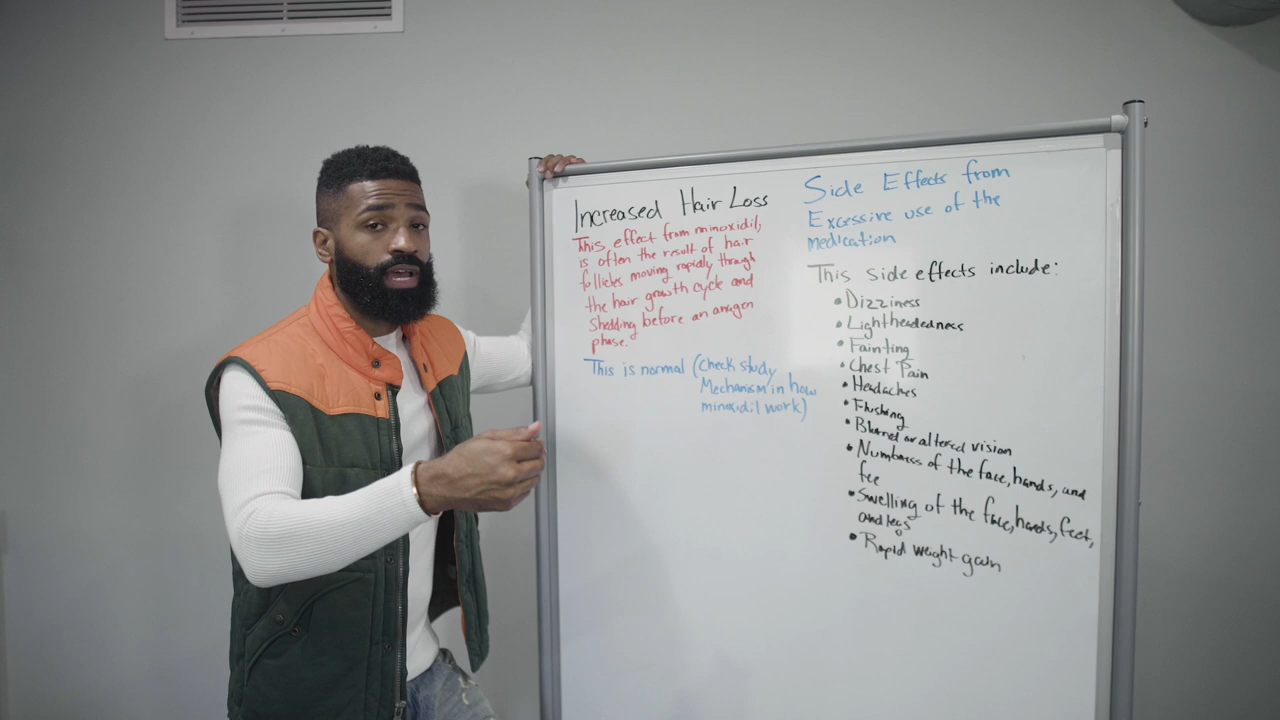 Increased Hair Loss
This effect from minoxidil,
is often the result of hair
follicles moving rapidly through
the hair growth cycle and
shedding before an anagen
phase.
This is normal (Check study
Mechanism in how
minoxidil work)
Side Effects from
Excessive use of the
medication
This side effects include:
• Dizziness
• Lightheadedness
• Fainting
• Chest Pain
• Headaches
• Flushing
• Blurred or altered vision
• Numbness of the face, hands, and
fee
• Swelling of the face, hands, feet,
and legs
• Rapid weight gain